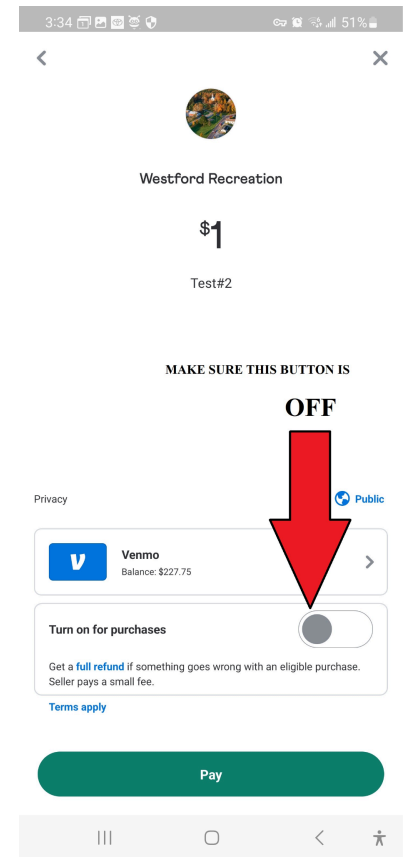 3:34 51%
Westford Recreation
$1
Test#2
MAKE SURE THIS BUTTON IS
OFF
Privacy Public
Venmo
Balance: $227.75
Turn on for purchases
Get a full refund if something goes wrong with an eligible purchase.
Seller pays a small fee.
Terms apply
Pay